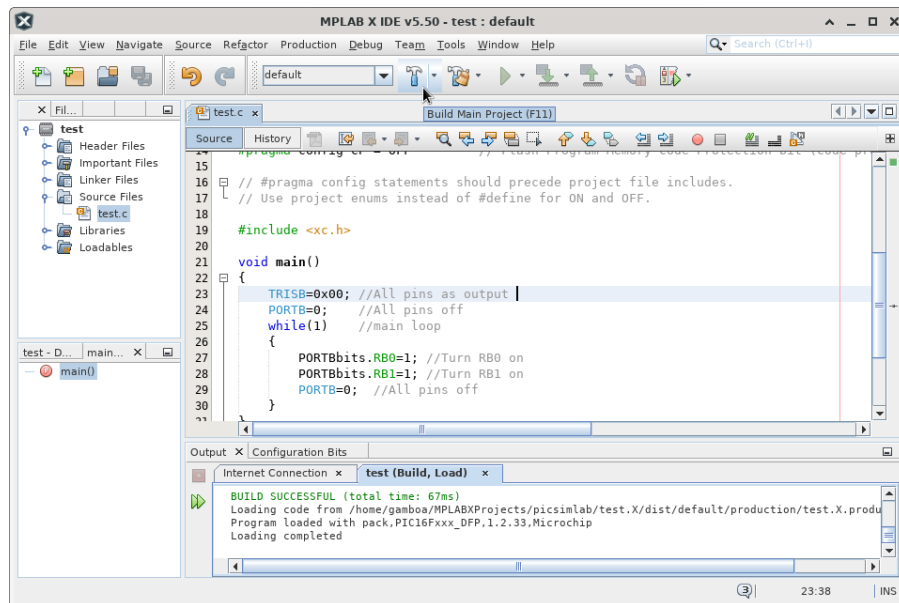 MPLAB X IDE v5.50 - test : default
File Edit View Navigate Source Refactor Production Debug Team Tools Window Help
Search (Ctrl+I)
default
Fil...
test.c
Build Main Project (F11)
test
Header Files
Important Files
Linker Files
Source Files
test.c
Libraries
Loadables
Source History
15
16 // #pragma config statements should precede project file includes.
17 // Use project enums instead of #define for ON and OFF.
18
19 #include <xc.h>
20
21 void main()
22 {
23 TRISB=0x00; //All pins as output
24 PORTB=0; //All pins off
25 while(1) //main loop
26 {
27 PORTBbits.RB0=1; //Turn RB0 on
28 PORTBbits.RB1=1; //Turn RB1 on
29 PORTB=0; //All pins off
30 }
test - D... main...
main()
Output Configuration Bits
Internet Connection test (Build, Load)
BUILD SUCCESSFUL (total time: 67ms)
Loading code from /home/gamboa/MPLABXProjects/picsimlab/test.X/dist/default/production/test.X.produ
Program loaded with pack,PIC16Fxxx_DFP,1.2.33,Microchip
Loading completed
3 23:38 INS